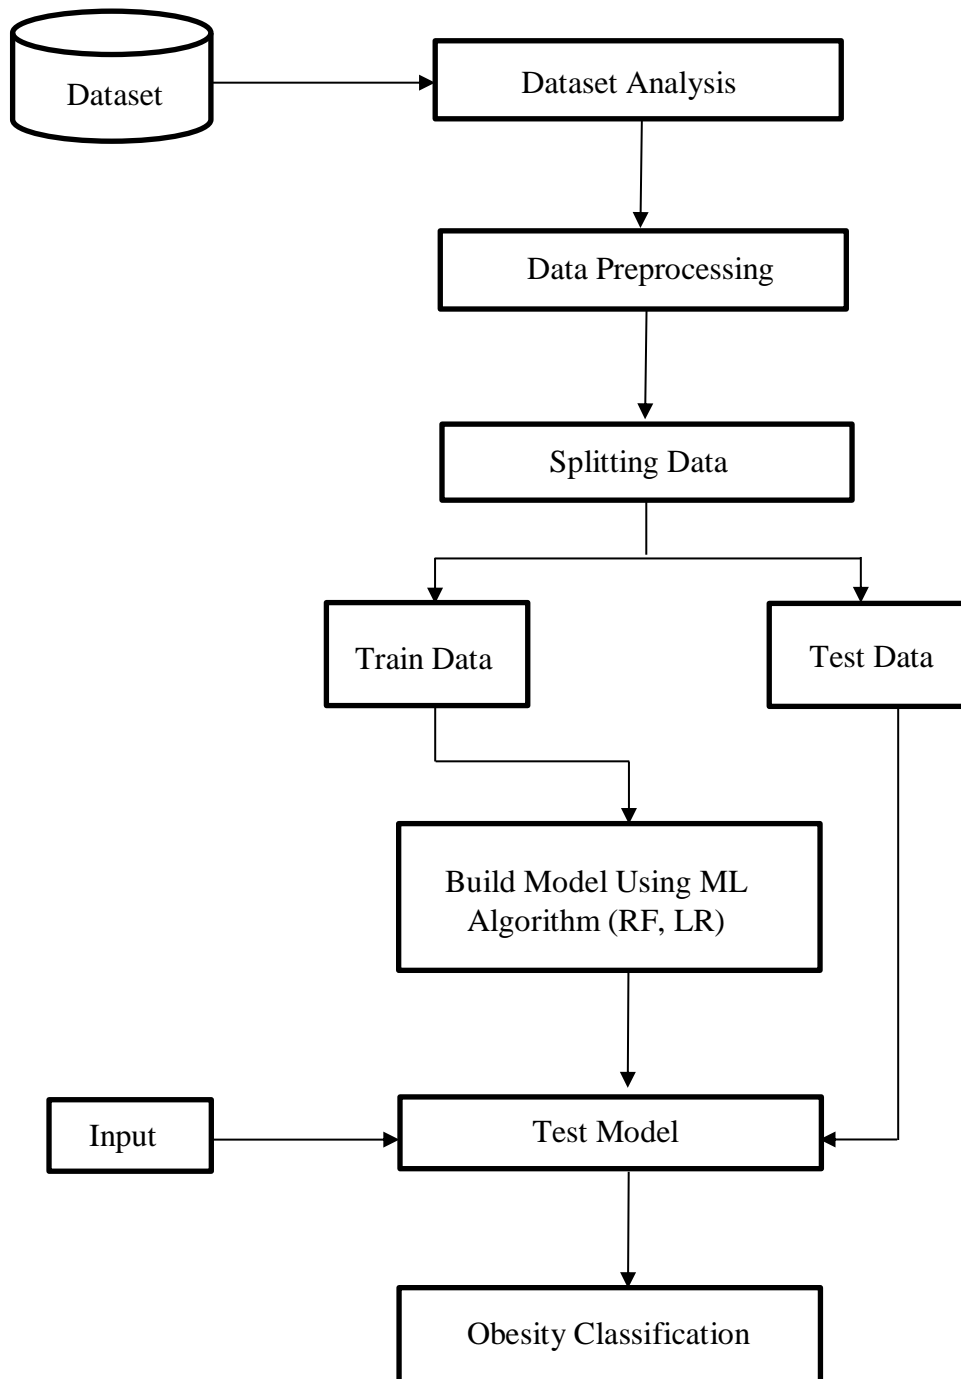 Dataset
Dataset Analysis
Data Preprocessing
Splitting Data
Train Data
Test Data
Build Model Using ML
Algorithm (RF, LR)
Input
Test Model
Obesity Classification